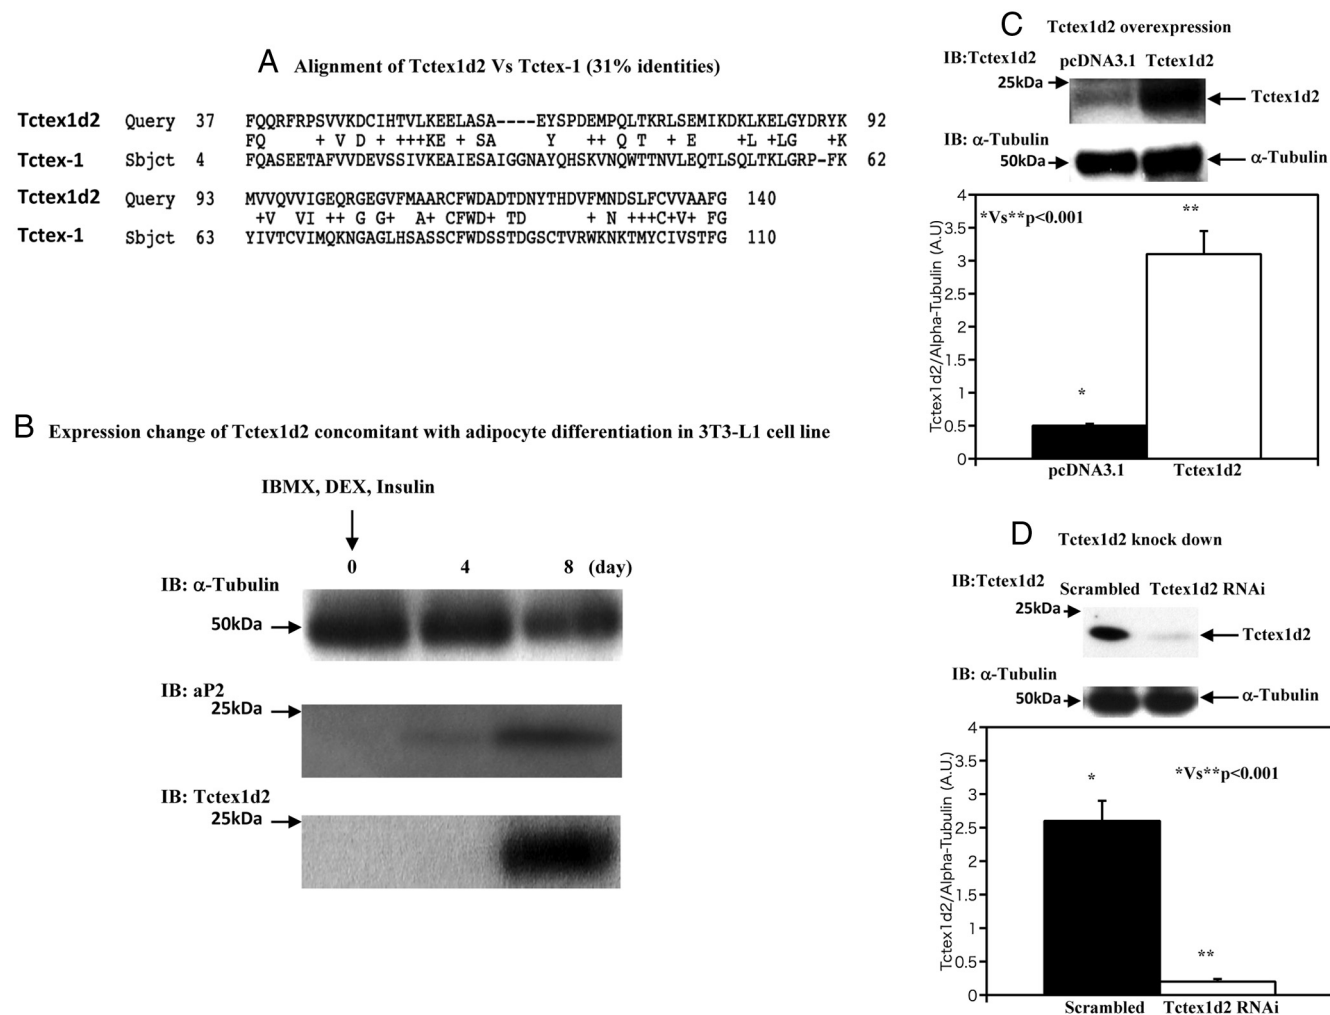 A Alignment of Tctex1d2 Vs Tctex-1 (31% identities)
Tctex1d2 Query 37 FQQRFRPSVVKDCIHTVLKEELASA----EYSPDEMPQLTKRLSEMIKDKLKELGYDRYK 92
FQ + V D + +++KE + SA Y ++ Q T + E +L +LG +K
Tctex-1 Sbjct 4 FQASEETAFVVDEVSSIVKEAIESAIGGNAYQHSKVNQWTTNVLEQTLSQLTKLGRP-FK 62
Tctex1d2 Query 93 MVVQVVIGEQRGEGVFMAARCFWDADTDNYTHDVFMNDSLFCVVAAFG 140
+V VI ++ G G+ A+ CFWD+ TD + N +++C+V+ FG
Tctex-1 Sbjct 63 YIVTCVIMQKNGAGLHSASSCFWDSSTDGSCTVRWKNKTMYCIVSTFG 110
B Expression change of Tctex1d2 concomitant with adipocyte differentiation in 3T3-L1 cell line
IBMX, DEX, Insulin
0 4 8 (day)
IB: α-Tubulin
50kDa
IB: aP2
25kDa
IB: Tctex1d2
25kDa
C Tctex1d2 overexpression
IB:Tctex1d2 pcDNA3.1 Tctex1d2
25kDa
Tctex1d2
IB: α-Tubulin
50kDa
α-Tubulin
Tctex1d2/Alpha-Tubulin (A.U)
4
3.5
3
2.5
2
1.5
1
0.5
0
*Vs**p<0.001
*
**
pcDNA3.1 Tctex1d2
D Tctex1d2 knock down
IB:Tctex1d2 Scrambled Tctex1d2 RNAi
25kDa
Tctex1d2
IB: α-Tubulin
50kDa
α-Tubulin
Tctex1d2/Alpha-Tubulin (A.U.)
4
3.5
3
2.5
2
1.5
1
0.5
0
*
*Vs**p<0.001
**
Scrambled Tctex1d2 RNAi